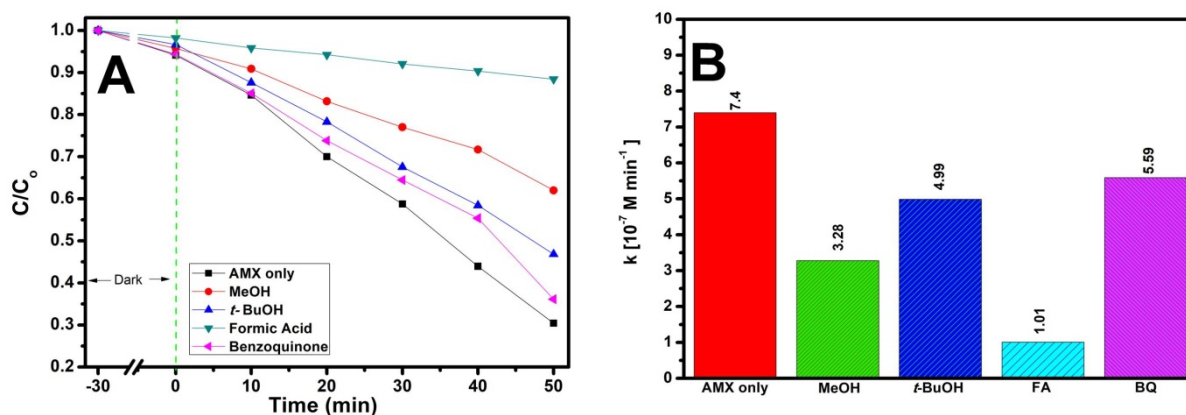 A
C/Co
1.0
0.9
0.8
0.7
0.6
0.5
0.4
0.3
0.2
Dark
AMX only
MeOH
t-BuOH
Formic Acid
Benzoquinone
-30 0 10 20 30 40 50
Time (min)
B
k [10⁻⁷ M min⁻¹]
10
9
8
7
6
5
4
3
2
1
0
7.4
3.28
4.99
1.01
5.59
AMX only MeOH t-BuOH FA BQ